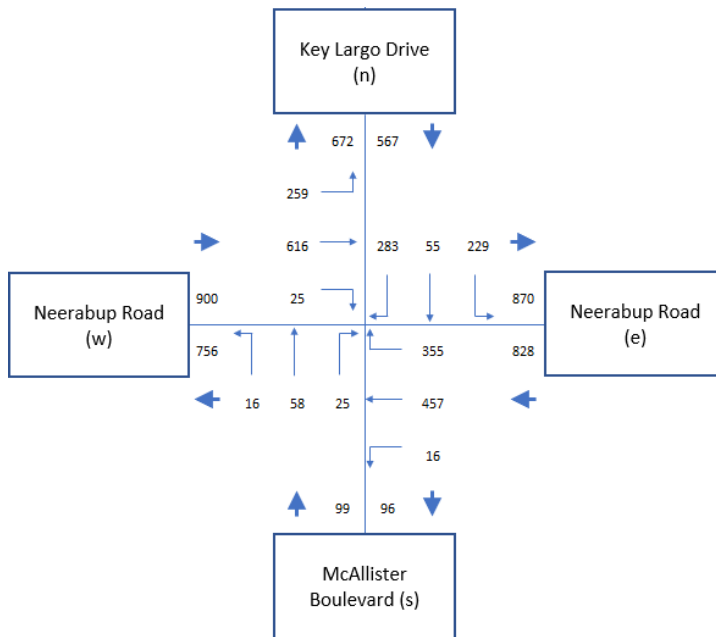 Key Largo Drive
(n)
672 567
259
616 283 55 229
900 25 870
Neerabup Road
(w)
Neerabup Road
(e)
756 355 828
16 58 25 457
16
99 96
McAllister
Boulevard (s)